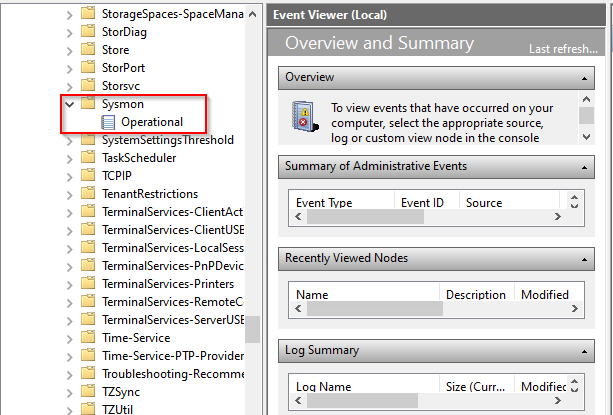 StorageSpaces-SpaceMana
StorDiag
Store
StorPort
Storsvc
Sysmon
Operational
SystemSettingsThreshold
TaskScheduler
TCPIP
TenantRestrictions
TerminalServices-ClientAct
TerminalServices-ClientUSE
TerminalServices-LocalSess
TerminalServices-PnPDevic
TerminalServices-Printers
TerminalServices-RemoteC
TerminalServices-ServerUSE
Time-Service
Time-Service-PTP-Provider
Troubleshooting-Recomme
TZSync
TZUtil
Event Viewer (Local)
Overview and Summary Last refresh...
Overview
To view events that have occurred on your
computer, select the appropriate source,
log or custom view node in the console
Summary of Administrative Events
Event Type Event ID Source
Recently Viewed Nodes
Name Description Modified
Log Summary
Log Name Size (Curr... Modified